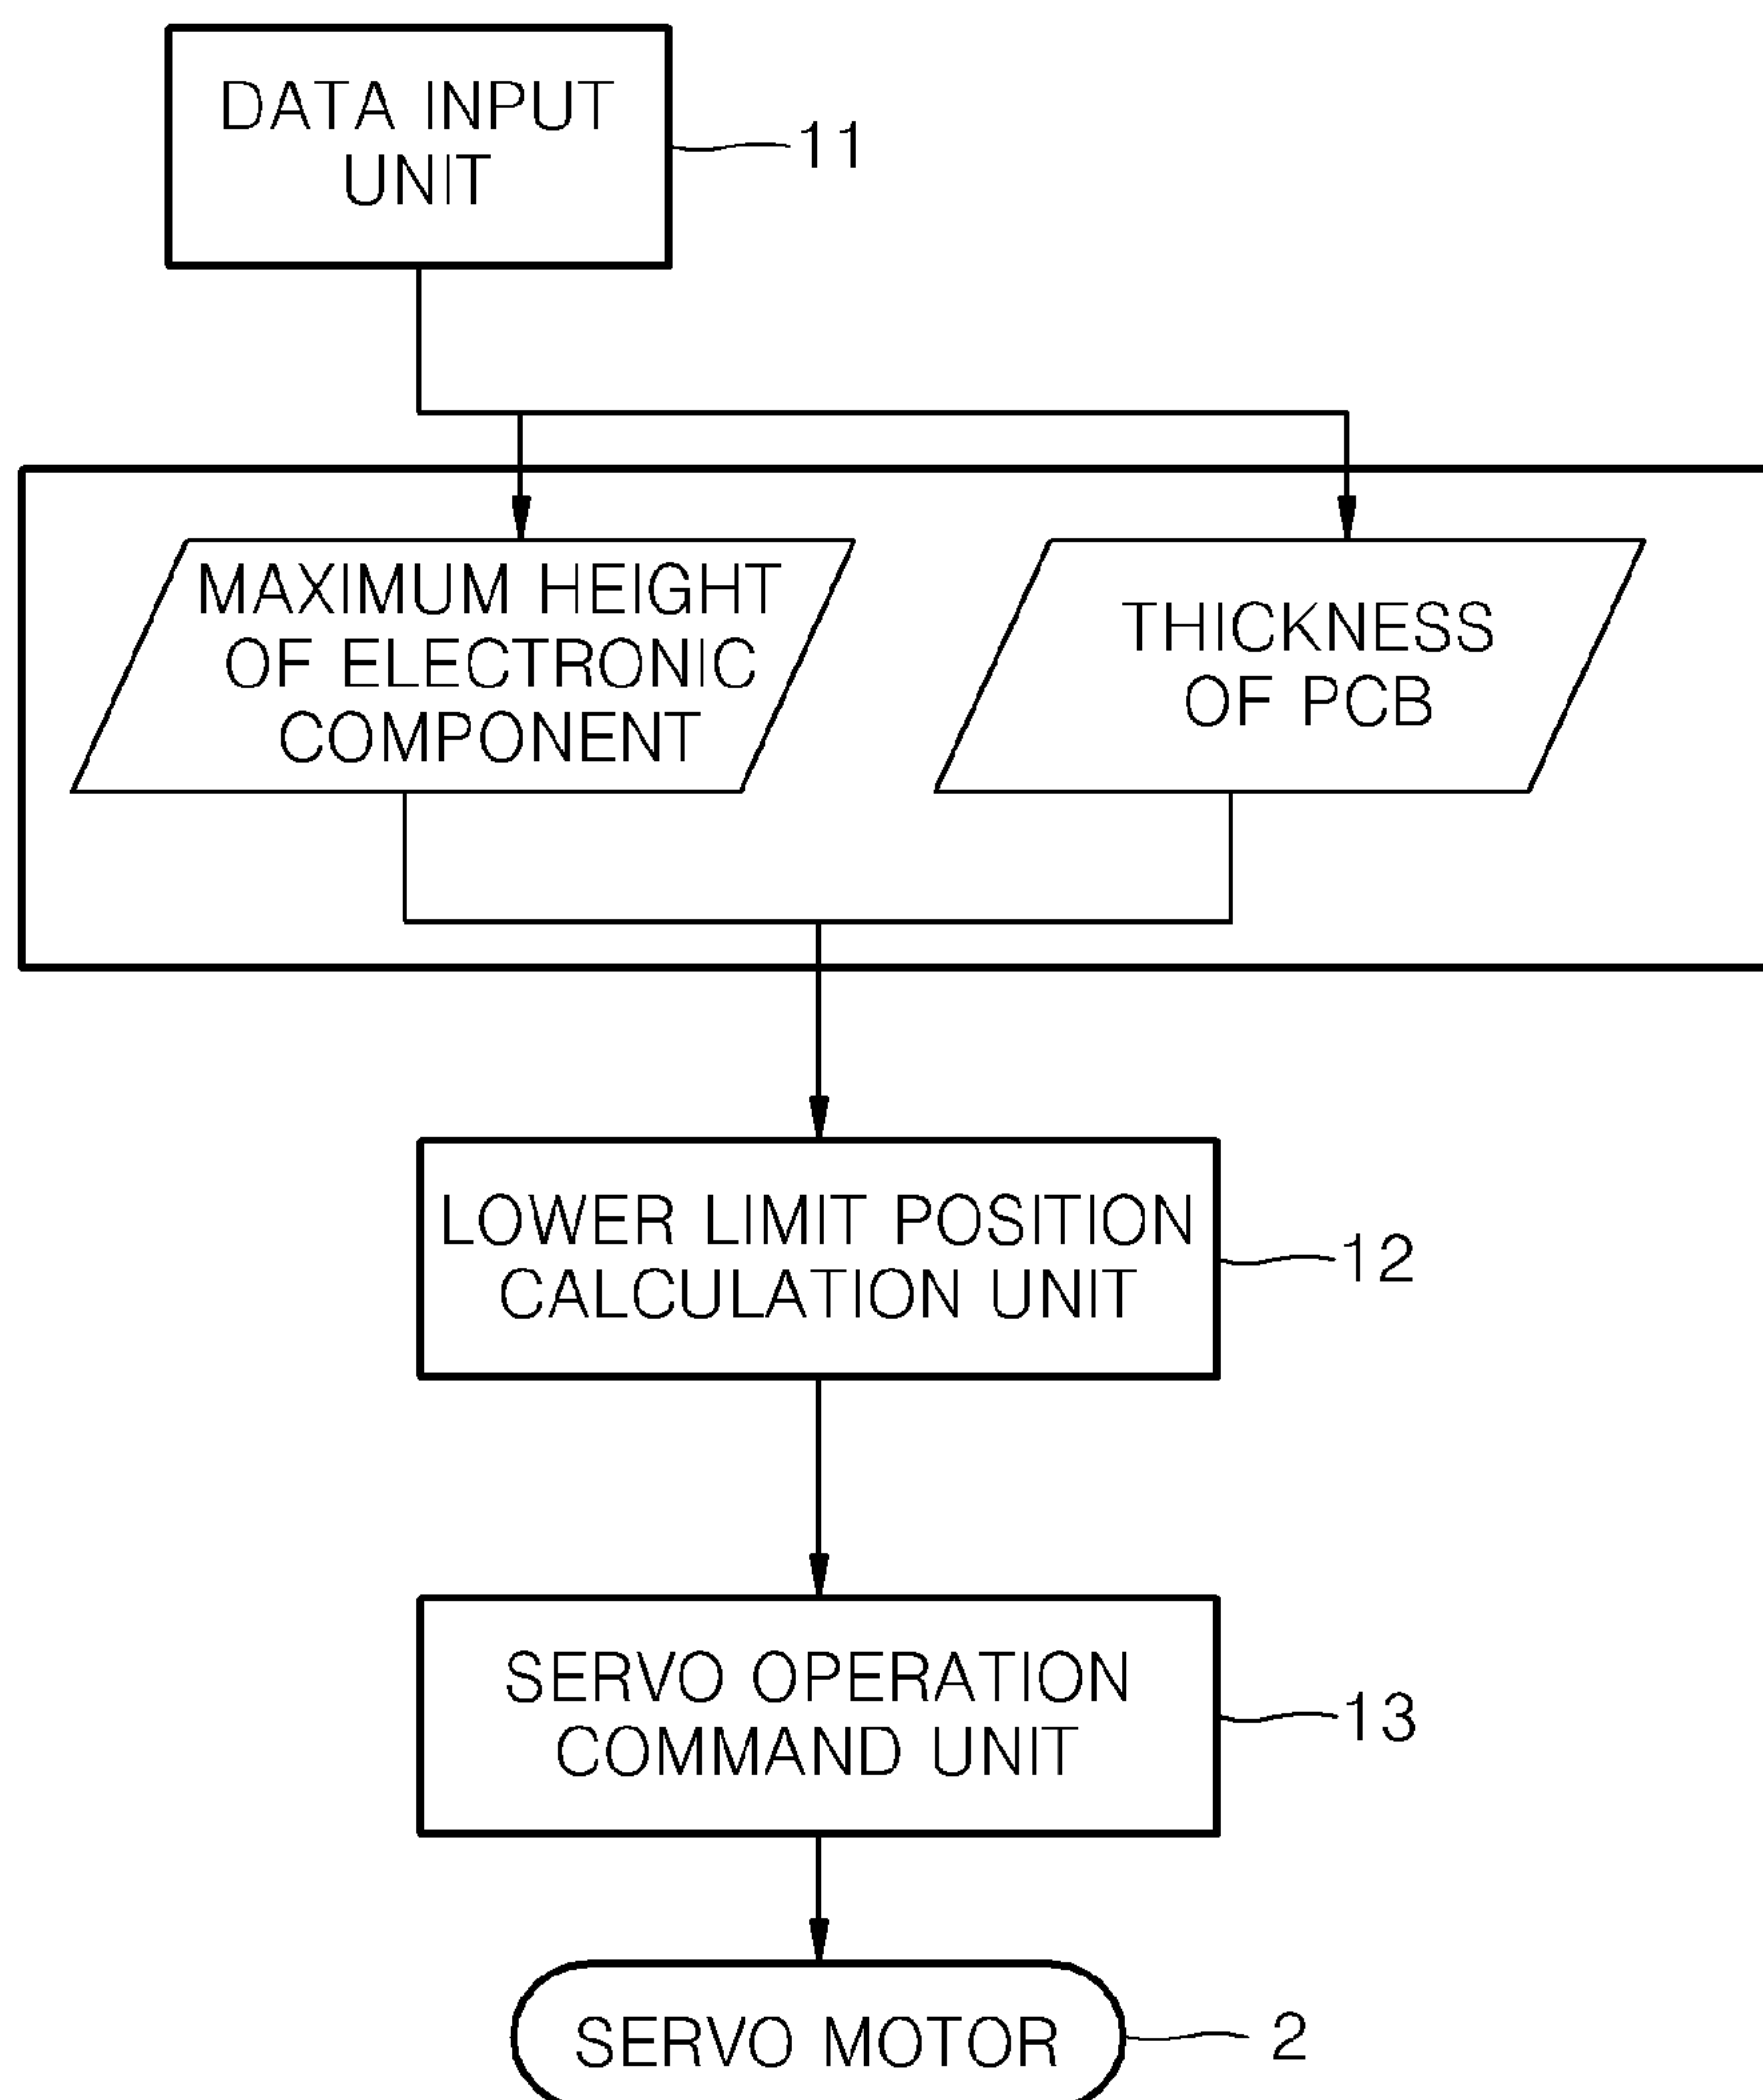 DATA INPUT
UNIT
11
MAXIMUM HEIGHT
OF ELECTRONIC
COMPONENT
THICKNESS
OF PCB
LOWER LIMIT POSITION
CALCULATION UNIT
12
SERVO OPERATION
COMMAND UNIT
13
SERVO MOTOR
2